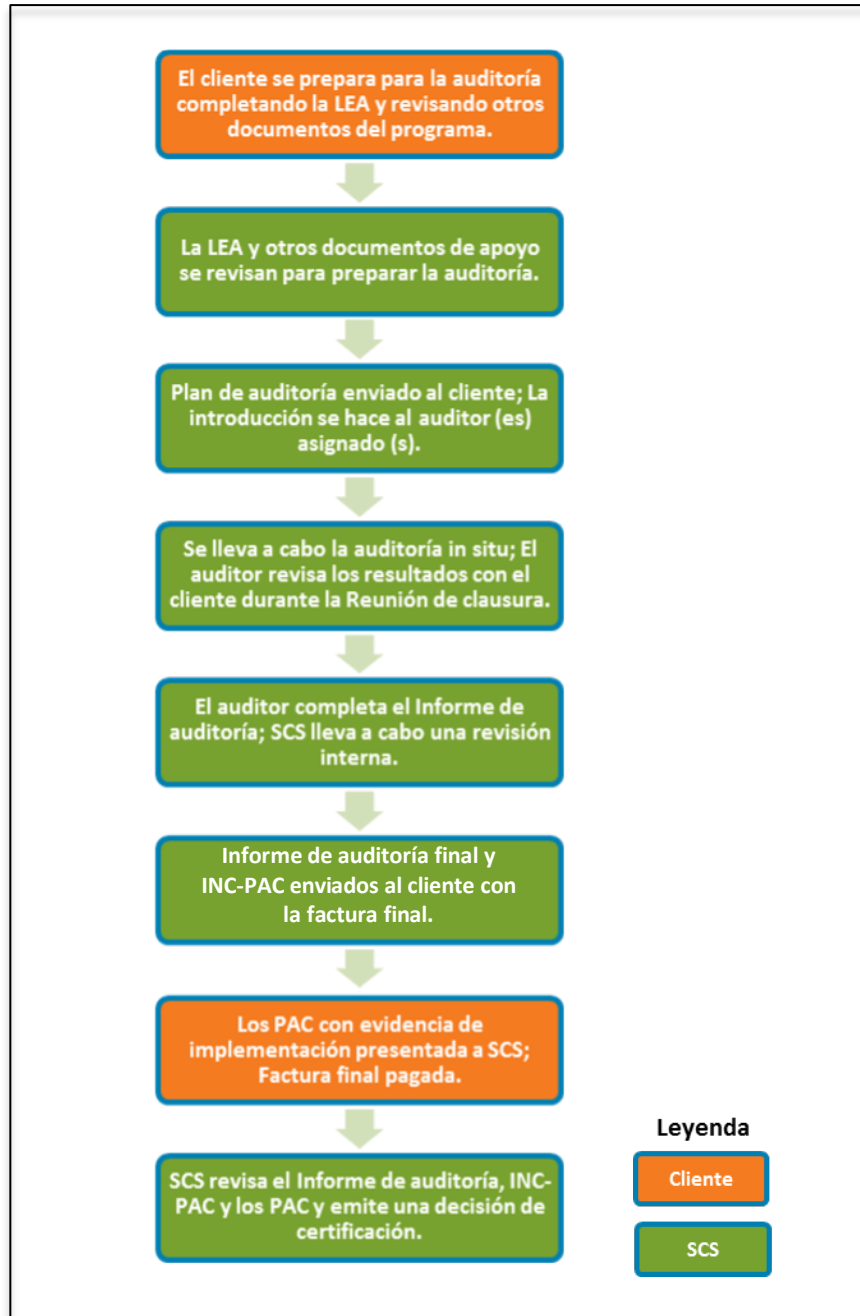 El cliente se prepara para la auditoría
completando la LEA y revisando otros
documentos del programa.
La LEA y otros documentos de apoyo
se revisan para preparar la auditoría.
Plan de auditoría enviado al cliente; La
introducción se hace al auditor (es)
asignado (s).
Se lleva a cabo la auditoría in situ; El
auditor revisa los resultados con el
cliente durante la Reunión de clausura.
El auditor completa el Informe de
auditoría; SCS lleva a cabo una revisión
interna.
Informe de auditoría final y
INC-PAC enviados al cliente con
la factura final.
Los PAC con evidencia de
implementación presentada a SCS;
Factura final pagada.
SCS revisa el Informe de auditoría, INC-
PAC y los PAC y emite una decisión de
certificación.
Leyenda
Cliente
SCS